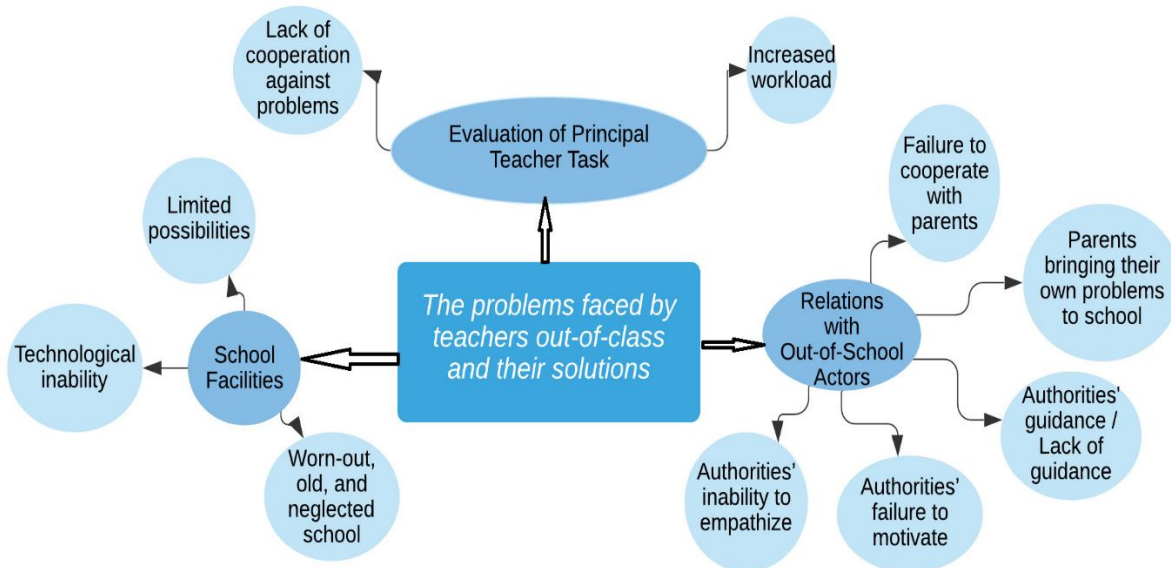 Lack of
cooperation
against
problems
Increased
workload
Evaluation of Principal
Teacher Task
Failure to
cooperate
with
parents
Limited
possibilities
Parents
bringing their
own problems
to school
The problems faced by
teachers out-of-class
and their solutions
Relations
with
Out-of-School
Actors
Technological
inability
School
Facilities
Authorities’
guidance /
Lack of
guidance
Worn-out,
old, and
neglected
school
Authorities’
inability to
empathize
Authorities’
failure to
motivate